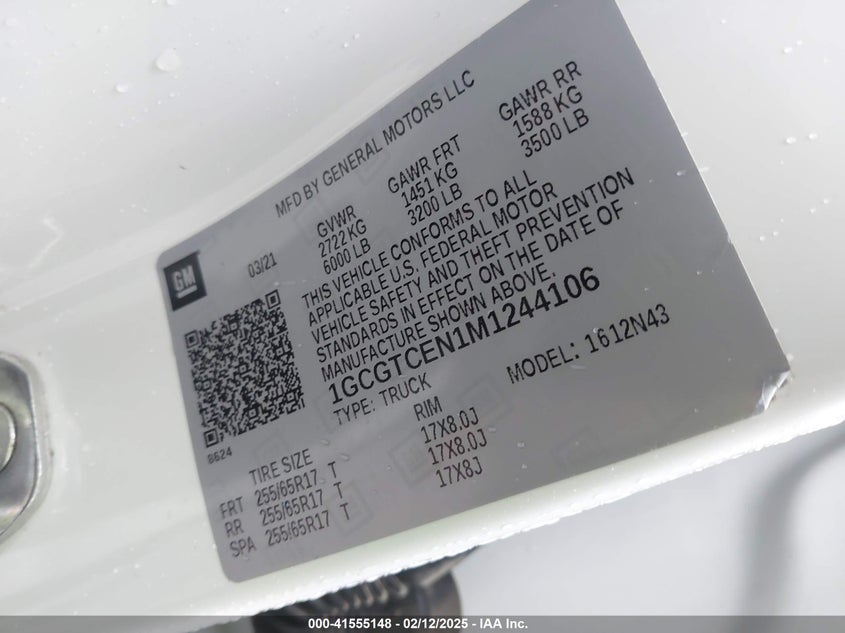 MFD BY GENERAL MOTORS LLC
GM
03/21
GVWR
2722 KG
6000 LB
GAWR FRT
1451 KG
3200 LB
GAWR RR
1588 KG
3500 LB
THIS VEHICLE CONFORMS TO ALL
APPLICABLE U.S. FEDERAL MOTOR
VEHICLE SAFETY AND THEFT PREVENTION
STANDARDS IN EFFECT ON THE DATE OF
MANUFACTURE SHOWN ABOVE.
1GCGTCEN1M1244106
TYPE: TRUCK
MODEL: 1612N43
8624
TIRE SIZE RIM
FRT 255/65R17 T 17X8.0J
RR 255/65R17 T 17X8.0J
SPA 255/65R17 T 17X8J
000-41555148 — 02/12/2025 — IAA Inc.